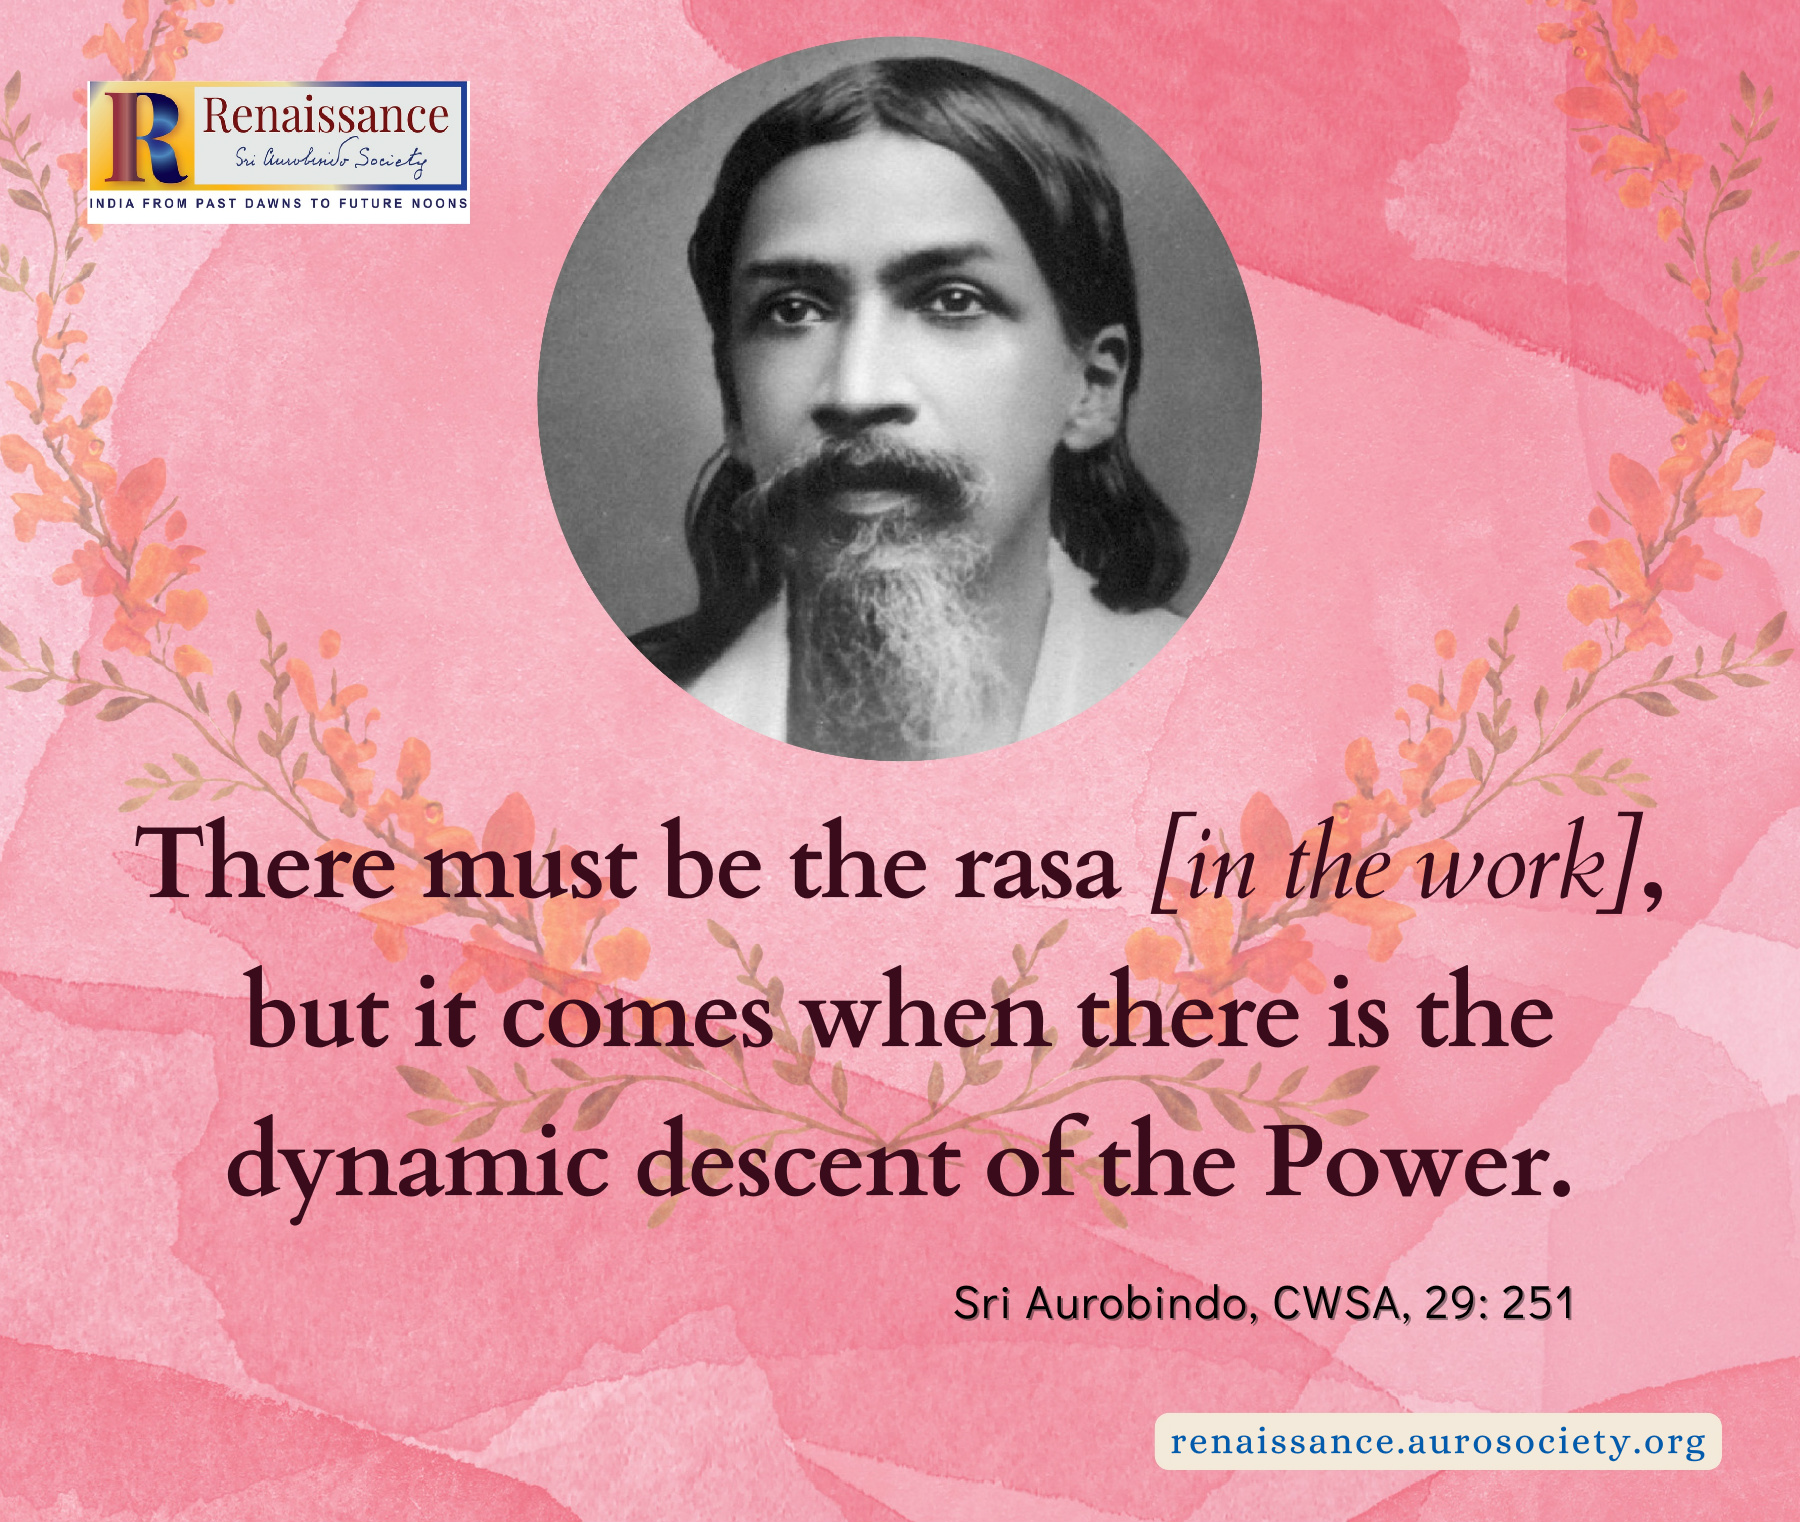 R Renaissance
Sri Aurobindo Society
INDIA FROM PAST DAWNS TO FUTURE NOONS
There must be the rasa [in the work],
but it comes when there is the
dynamic descent of the Power.
Sri Aurobindo, CWSA, 29: 251
renaissance.aurosociety.org